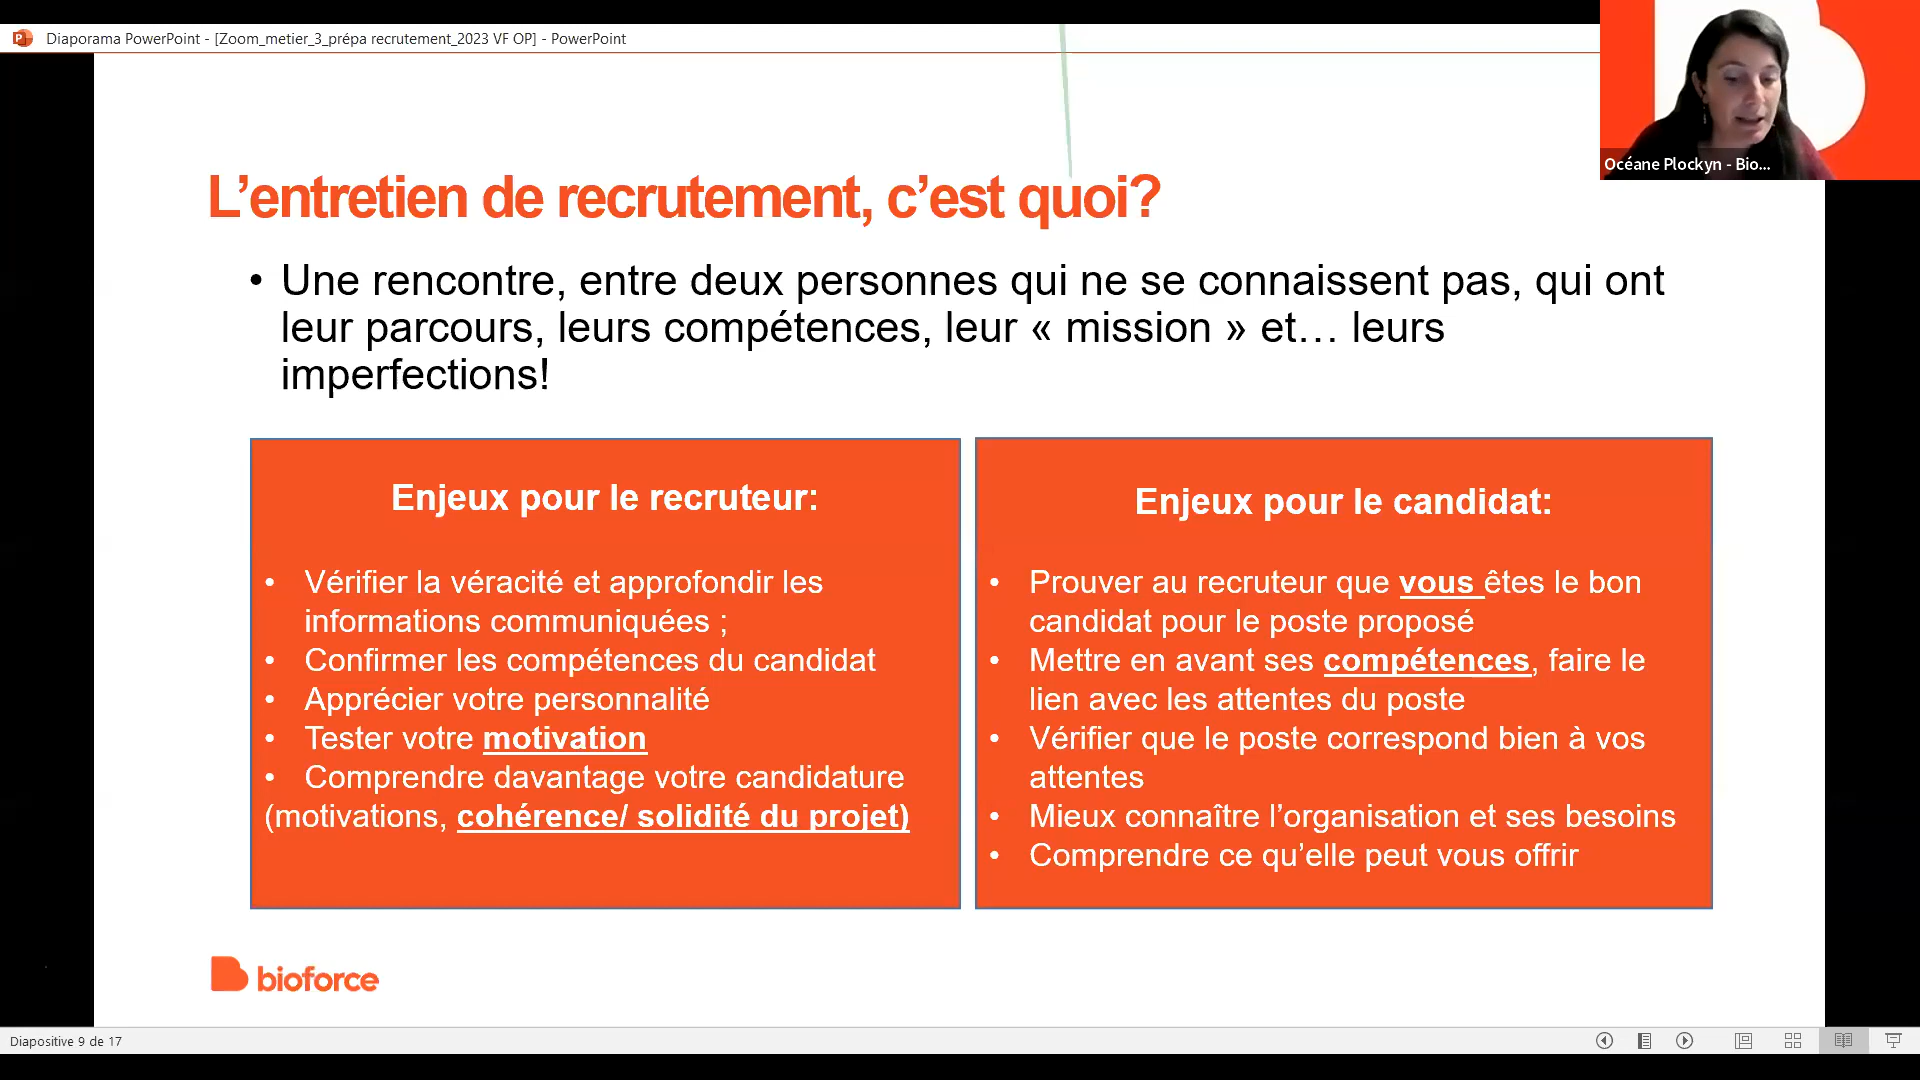 Diaporama PowerPoint - [Zoom_metier_3_prépa recrutement_2023 VF OP] - PowerPoint
Océane Plockyn - Bio...
L’entretien de recrutement, c’est quoi?
• Une rencontre, entre deux personnes qui ne se connaissent pas, qui ont
leur parcours, leurs compétences, leur « mission » et… leurs
imperfections!
Enjeux pour le recruteur:
• Vérifier la véracité et approfondir les
informations communiquées ;
• Confirmer les compétences du candidat
• Apprécier votre personnalité
• Tester votre motivation
• Comprendre davantage votre candidature
(motivations, cohérence/ solidité du projet)
Enjeux pour le candidat:
• Prouver au recruteur que vous êtes le bon
candidat pour le poste proposé
• Mettre en avant ses compétences, faire le
lien avec les attentes du poste
• Vérifier que le poste correspond bien à vos
attentes
• Mieux connaître l’organisation et ses besoins
• Comprendre ce qu’elle peut vous offrir
bioforce
Diapositive 9 de 17